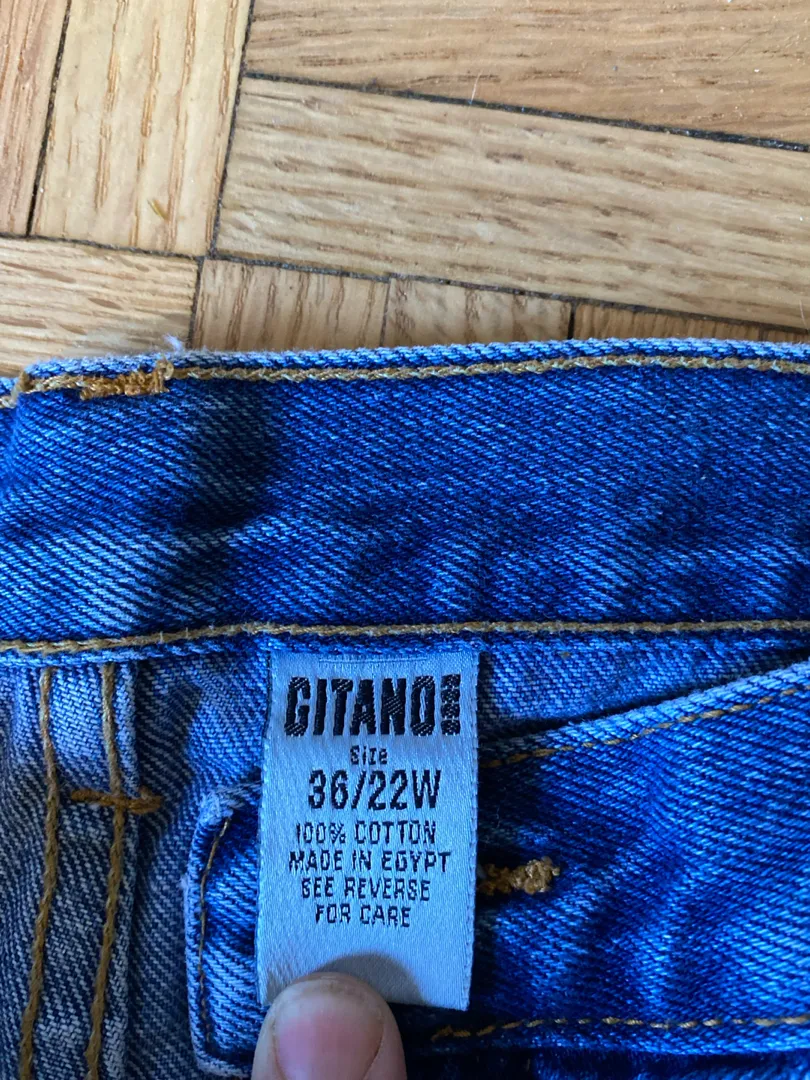 GITANO
Size
36/22W
100% COTTON
MADE IN EGYPT
SEE REVERSE
FOR CARE